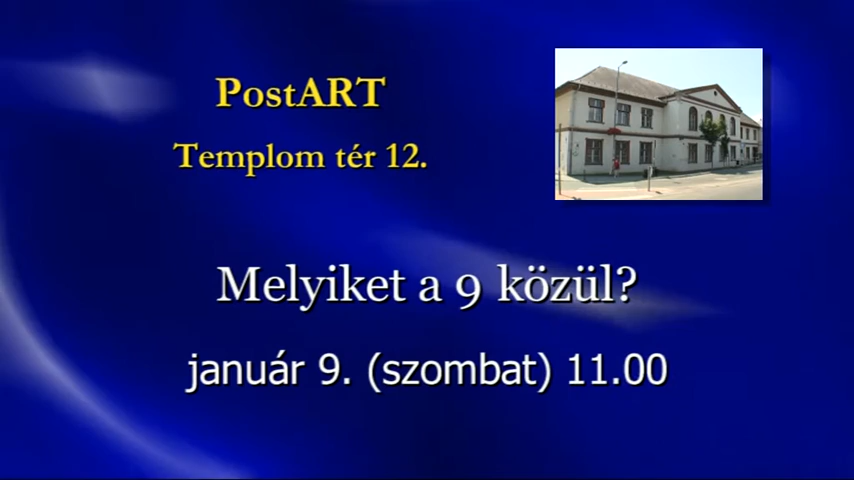 PostART
Templom tér 12.
Melyiket a 9 közül?
január 9. (szombat) 11.00